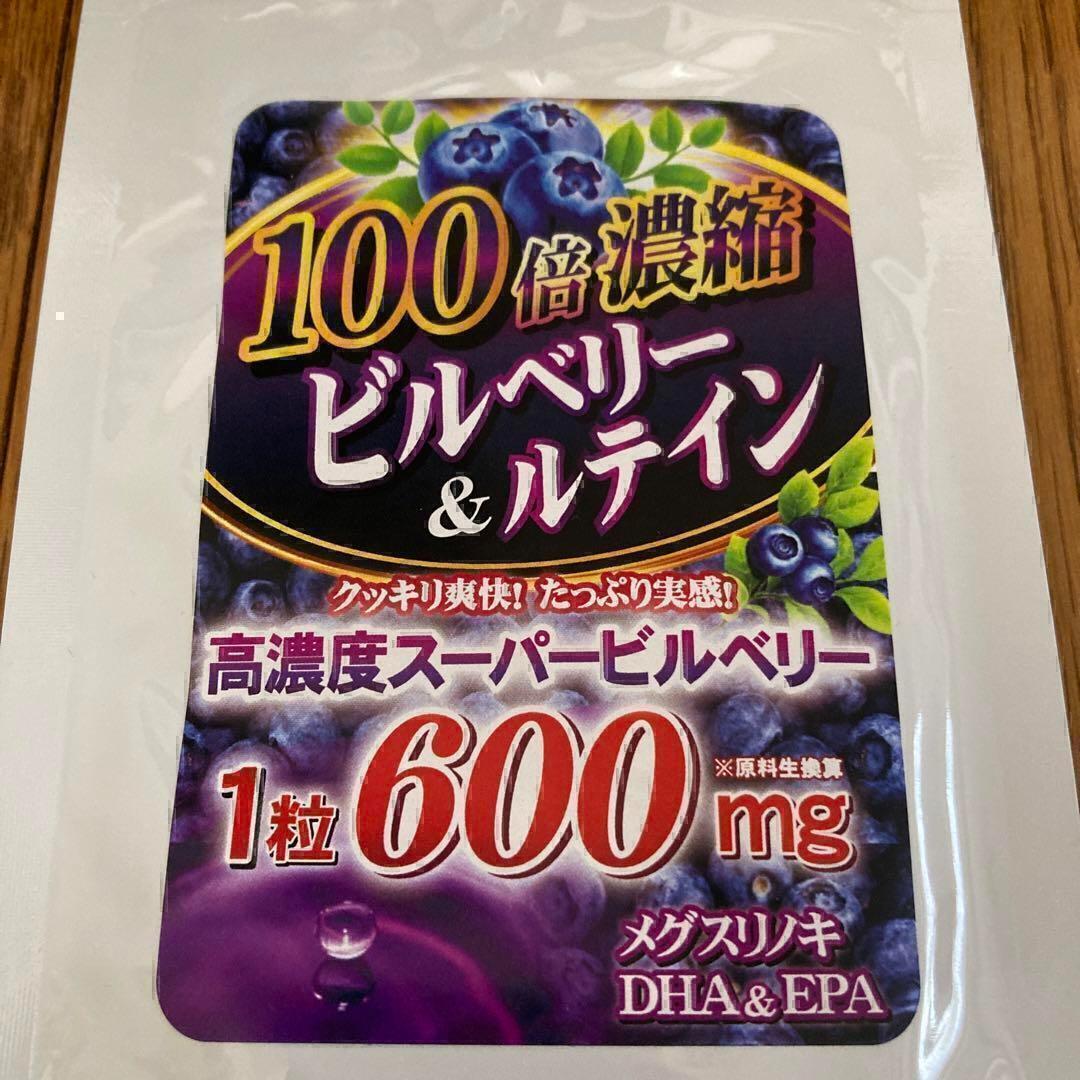 100倍濃縮
ビルベリー
&ルテイン
クッキリ爽快! たっぷり実感!
高濃度スーパービルベリー
※原料生換算
1粒600mg
メグスリノキ
DHA&EPA